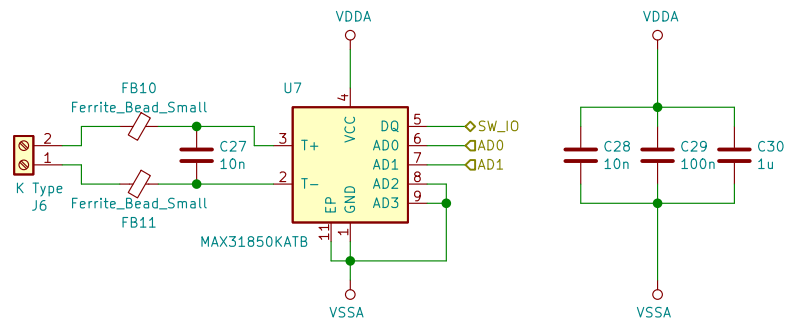 VDDA
VDDA
FB10
Ferrite_Bead_Small
U7
4
VCC
2
1
K Type
J6
C27
10n
3
T+
2
T-
DQ
5
SW_IO
AD0
6
AD0
AD1
7
AD1
AD2
8
AD3
9
EP
GND
11
1
Ferrite_Bead_Small
FB11
MAX31850KATB
C28
10n
C29
100n
C30
1u
VSSA
VSSA